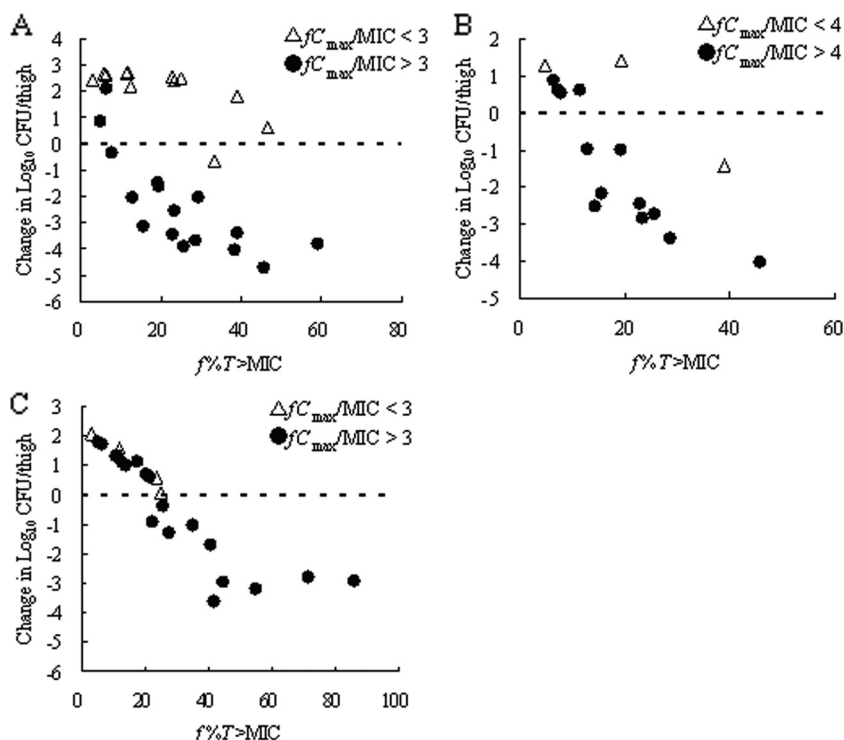 A
△ fCmax/MIC < 3
● fCmax/MIC > 3
Change in Log10 CFU/thigh
4
3
2
1
0
-1
-2
-3
-4
-5
-6
0 20 40 60 80
f%T>MIC
B
△ fCmax/MIC < 4
● fCmax/MIC > 4
Change in Log10 CFU/thigh
2
1
0
-1
-2
-3
-4
-5
0 20 40 60
f%T>MIC
C
△ fCmax/MIC < 3
● fCmax/MIC > 3
Change in Log10 CFU/thigh
3
2
1
0
-1
-2
-3
-4
-5
-6
0 20 40 60 80 100
f%T>MIC